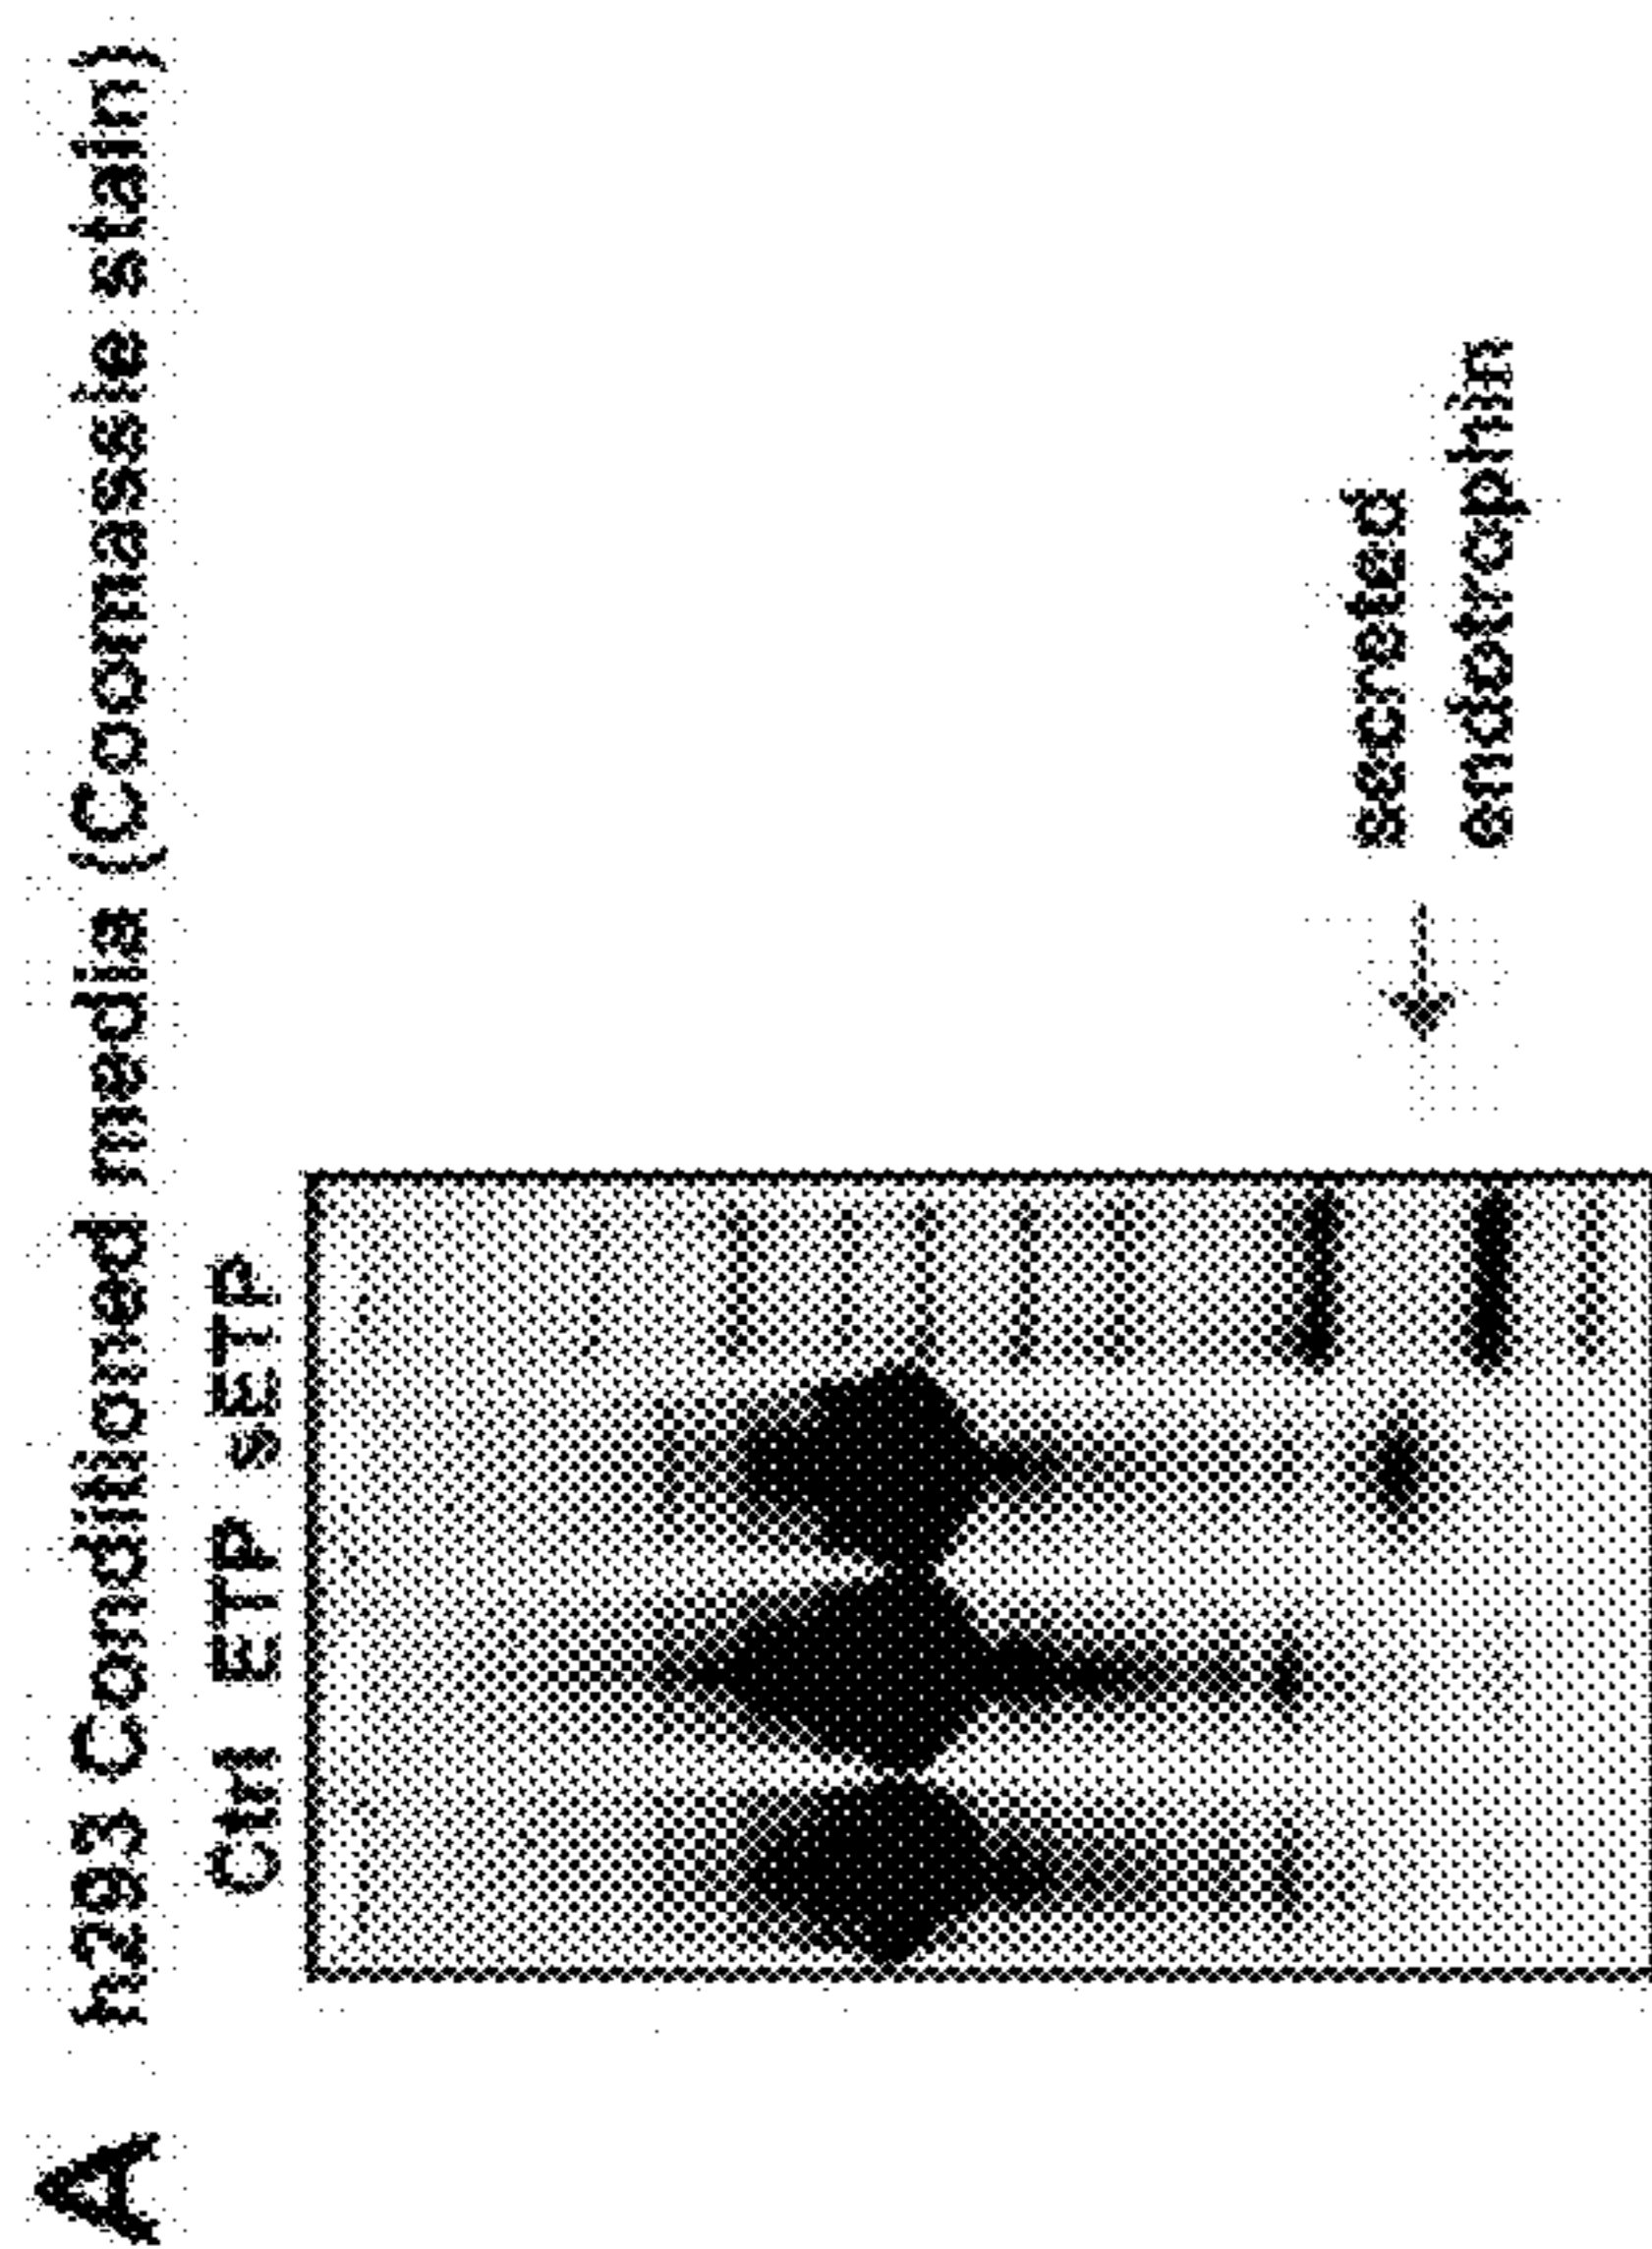 A h293 Conditioned media (Coomassie stain)
Ctrl ETP sETP
secreted
endotrophin